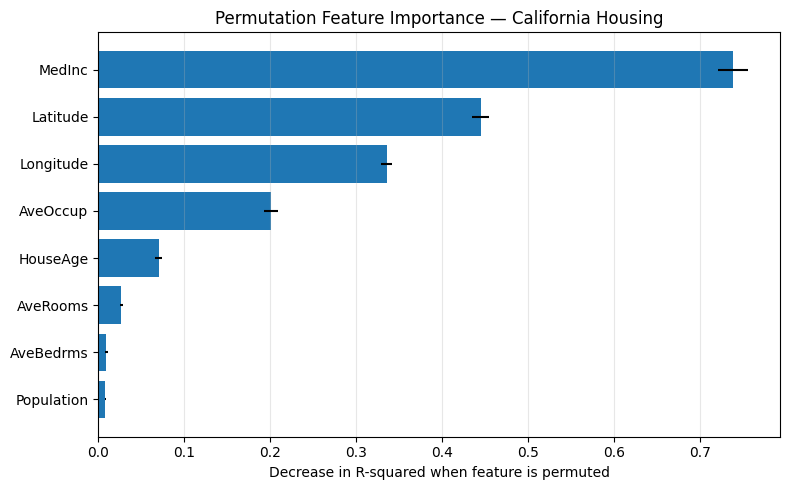 Permutation Feature Importance — California Housing
MedInc
Latitude
Longitude
AveOccup
HouseAge
AveRooms
AveBedrms
Population
0.0 0.1 0.2 0.3 0.4 0.5 0.6 0.7
Decrease in R-squared when feature is permuted